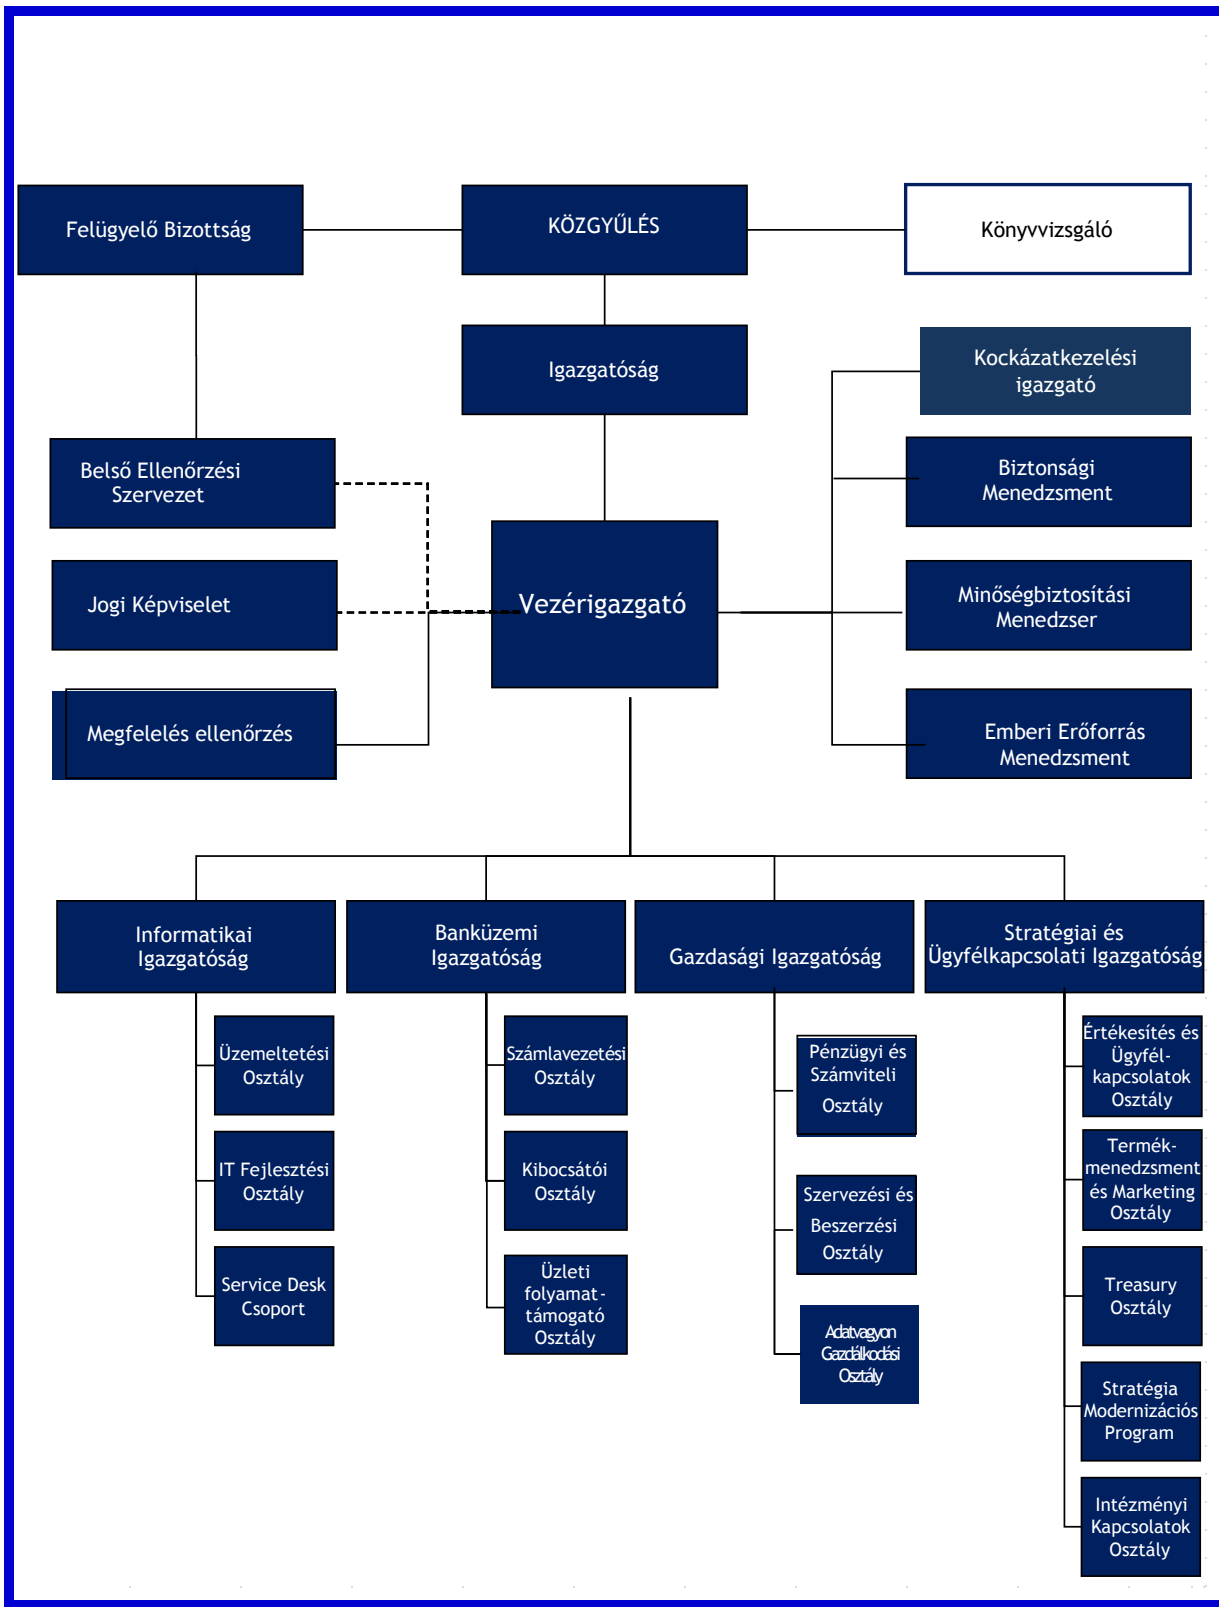 Felügyelő Bizottság
KÖZGYŰLÉS
Könyvvizsgáló
Igazgatóság
Kockázatkezelési
igazgató
Belső Ellenőrzési
Szervezet
Biztonsági
Menedzsment
Jogi Képviselet
Vezérigazgató
Minőségbiztosítási
Menedzser
Megfelelés ellenőrzés
Emberi Erőforrás
Menedzsment
Informatikai
Igazgatóság
Banküzemi
Igazgatóság
Gazdasági Igazgatóság
Stratégiai és
Ügyfélkapcsolati Igazgatóság
Üzemeltetési
Osztály
IT Fejlesztési
Osztály
Service Desk
Csoport
Számlavezetési
Osztály
Kibocsátói
Osztály
Üzleti
folyamat-
támogató
Osztály
Pénzügyi és
Számviteli
Osztály
Szervezési és
Beszerzési
Osztály
Adatvagyon
Gazdálkodási
Osztály
Értékesítés és
Ügyfél-
kapcsolatok
Osztály
Termék-
menedzsment
és Marketing
Osztály
Treasury
Osztály
Stratégia
Modernizációs
Program
Intézményi
Kapcsolatok
Osztály